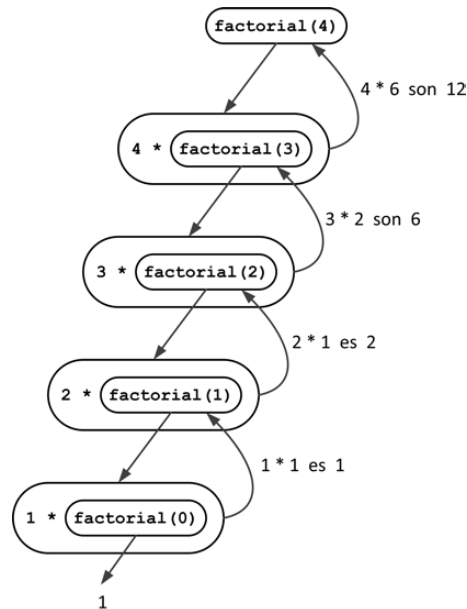 factorial(4)
4 * 6 son 12
4 * factorial(3)
3 * 2 son 6
3 * factorial(2)
2 * 1 es 2
2 * factorial(1)
1 * 1 es 1
1 * factorial(0)
1